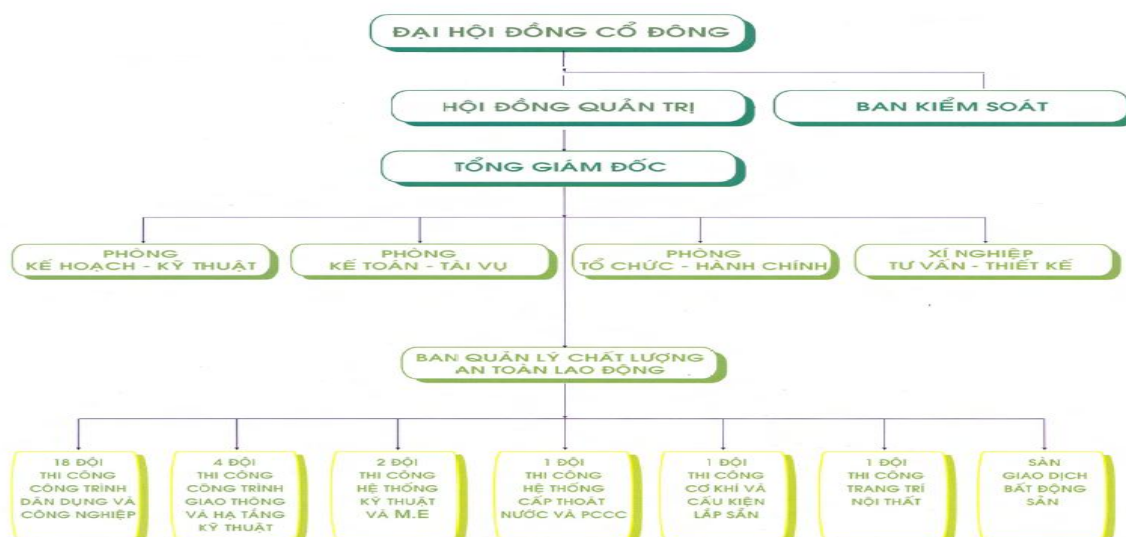 ĐẠI HỘI ĐỒNG CỔ ĐÔNG
HỘI ĐỒNG QUẢN TRỊ
BAN KIỂM SOÁT
TỔNG GIÁM ĐỐC
PHÒNG
KẾ HOẠCH - KỸ THUẬT
PHÒNG
KẾ TOÁN - TÀI VỤ
PHÒNG
TỔ CHỨC - HÀNH CHÍNH
XÍ NGHIỆP
TƯ VẤN - THIẾT KẾ
BAN QUẢN LÝ CHẤT LƯỢNG
AN TOÀN LAO ĐỘNG
18 ĐỘI
THI CÔNG
CÔNG TRÌNH
DÂN DỤNG VÀ
CÔNG NGHIỆP
4 ĐỘI
THI CÔNG
CÔNG TRÌNH
GIAO THÔNG
VÀ HẠ TẦNG
KỸ THUẬT
2 ĐỘI
THI CÔNG
HỆ THỐNG
KỸ THUẬT
VÀ M.E
1 ĐỘI
THI CÔNG
HỆ THỐNG
CẤP THOÁT
NƯỚC VÀ PCCC
1 ĐỘI
THI CÔNG
CƠ KHÍ VÀ
CẤU KIỆN
LẮP SẴN
1 ĐỘI
THI CÔNG
TRANG TRÍ
NỘI THẤT
SÀN
GIAO DỊCH
BẤT ĐỘNG
SẢN